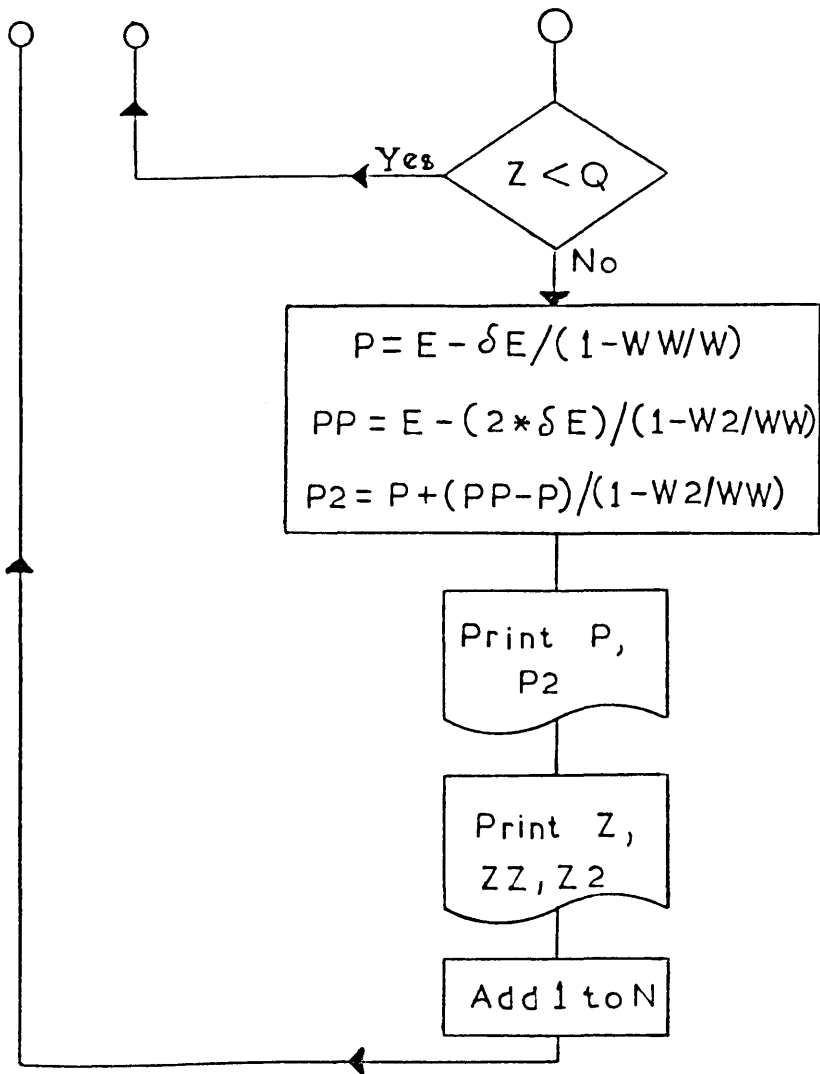 Yes
Z < Q
No
P = E - δE/(1-WW/W)
PP = E - (2*δE)/(1-W2/WW)
P2 = P + (PP-P)/(1-W2/WW)
Print P,
P2
Print Z,
ZZ, Z2
Add 1 to N